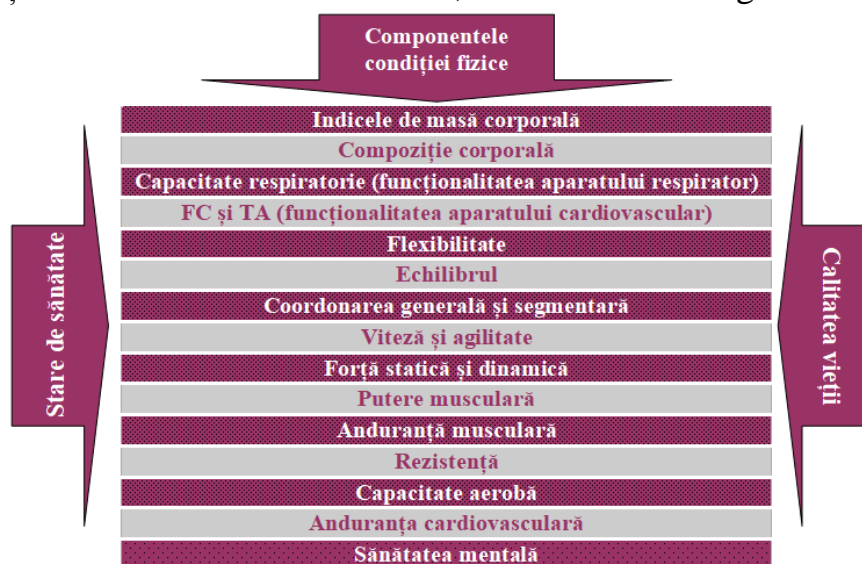 Componentele
condiției fizice
Indicele de masă corporală
Compoziție corporală
Capacitate respiratorie (funcționalitatea aparatului respirator)
FC și TA (funcționalitatea aparatului cardiovascular)
Flexibilitate
Echilibrul
Coordonarea generală și segmentară
Viteză și agilitate
Forță statică și dinamică
Putere musculară
Anduranță musculară
Rezistență
Capacitate aerobă
Anduranța cardiovasculară
Sănătatea mentală
Stare de sănătate
Calitatea vieții